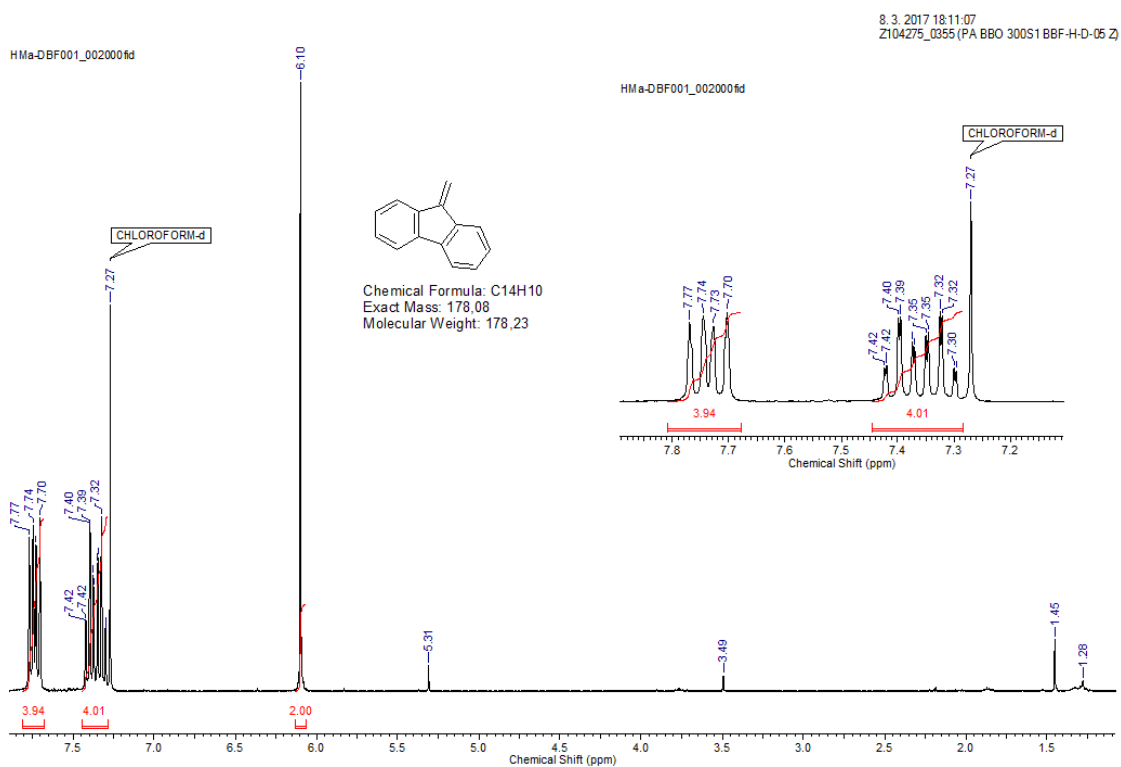 8. 3. 2017 18:11:07
Z104275_0355 (PA BBO 300S1 BBF-H-D-05 Z)
HMa-DBF001_002000fid
6.10
CHLOROFORM-d
7.27
7.77
7.74
7.70
7.42
7.42
7.40
7.39
7.32
Chemical Formula: C14H10
Exact Mass: 178,08
Molecular Weight: 178,23
5.31
3.49
1.45
1.28
3.94
4.01
2.00
7.5 7.0 6.5 6.0 5.5 5.0 4.5 4.0 3.5 3.0 2.5 2.0 1.5
Chemical Shift (ppm)
HMa-DBF001_002000fid
CHLOROFORM-d
7.27
7.77
7.74
7.73
7.70
7.42
7.42
7.40
7.39
7.35
7.35
7.32
7.32
7.30
3.94
4.01
7.8 7.7 7.6 7.5 7.4 7.3 7.2
Chemical Shift (ppm)